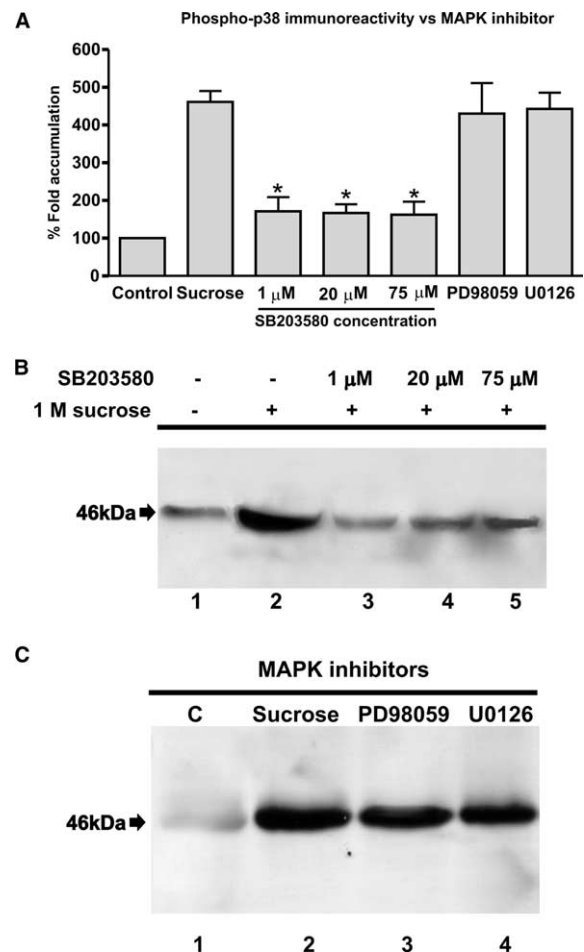 A
Phospho-p38 immunoreactivity vs MAPK inhibitor
% Fold accumulation
600
500
400
300
200
100
0
* * *
Control Sucrose 1 μM 20 μM 75 μM PD98059 U0126
SB203580 concentration
B
SB203580 - - 1 μM 20 μM 75 μM
1 M sucrose - + + + +
46kDa
1 2 3 4 5
C
MAPK inhibitors
C Sucrose PD98059 U0126
46kDa
1 2 3 4